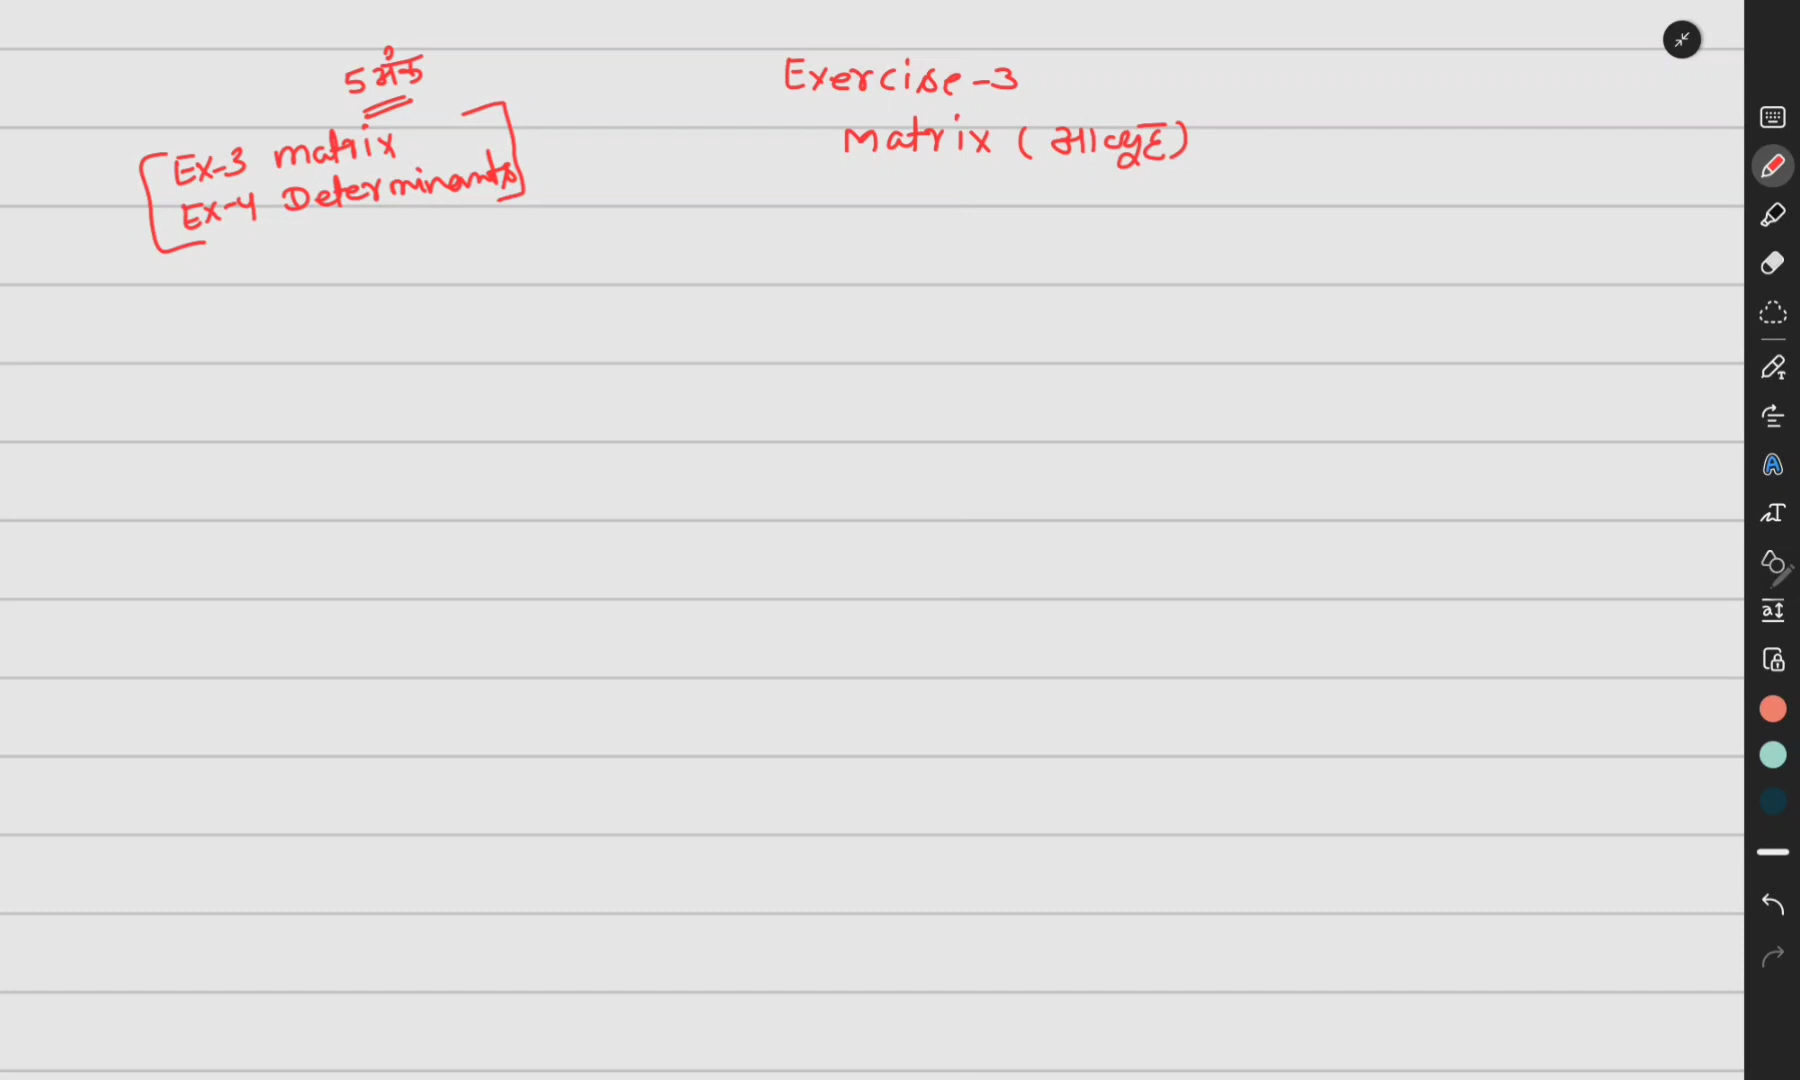 5 अंक
Ex-3 matrix
Ex-4 Determinants
Exercise-3
Matrix (आव्यूह)